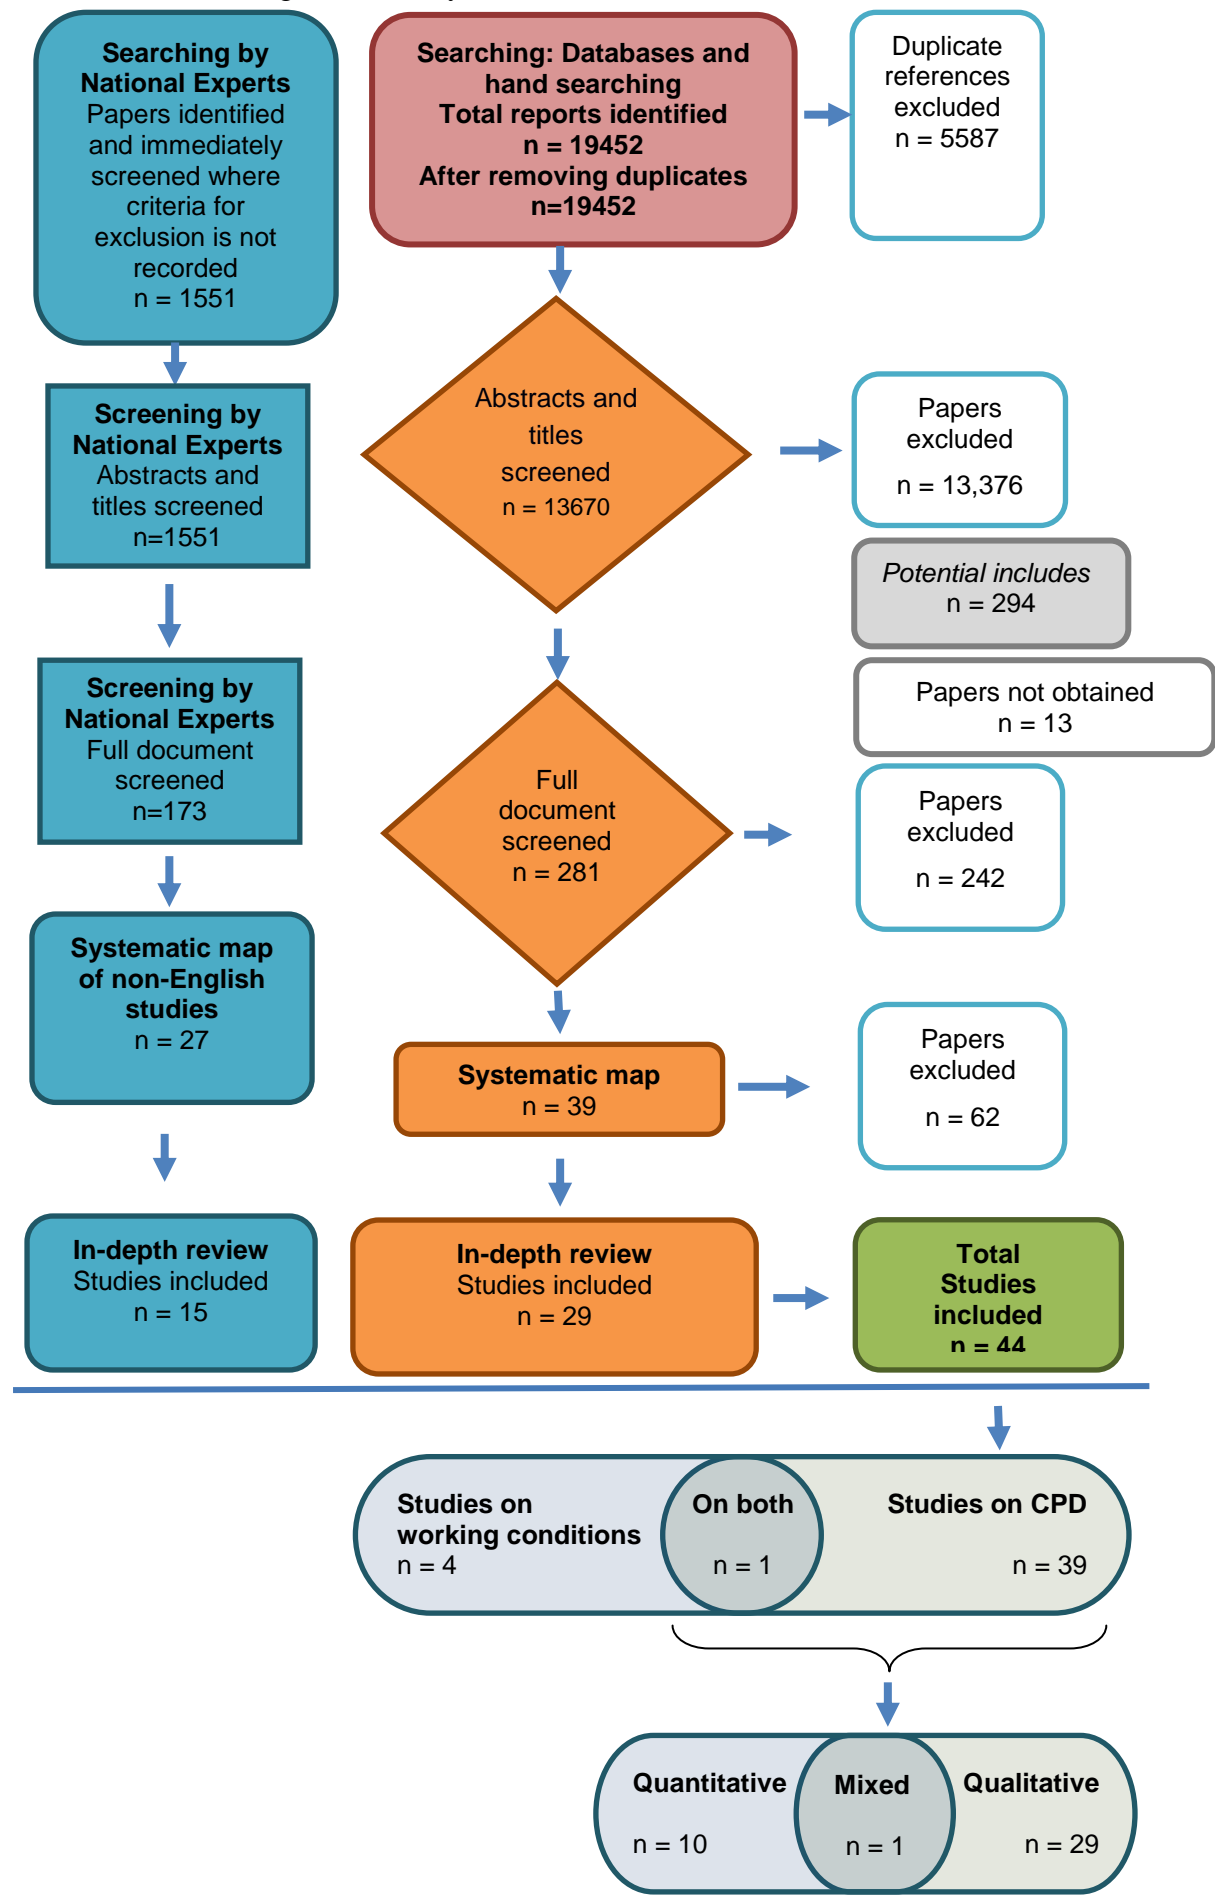 Searching by
National Experts
Papers identified
and immediately
screened where
criteria for
exclusion is not
recorded
n = 1551
Searching: Databases and
hand searching
Total reports identified
n = 19452
After removing duplicates
n=19452
Duplicate
references
excluded
n = 5587
Screening by
National Experts
Abstracts and
titles screened
n=1551
Abstracts and
titles
screened
n = 13670
Papers
excluded
n = 13,376
Potential includes
n = 294
Papers not obtained
n = 13
Screening by
National Experts
Full document
screened
n=173
Full
document
screened
n = 281
Papers
excluded
n = 242
Systematic map
of non-English
studies
n = 27
Systematic map
n = 39
Papers
excluded
n = 62
In-depth review
Studies included
n = 15
In-depth review
Studies included
n = 29
Total
Studies
included
n = 44
Studies on
working conditions
n = 4
On both
n = 1
Studies on CPD
n = 39
Quantitative
n = 10
Mixed
n = 1
Qualitative
n = 29